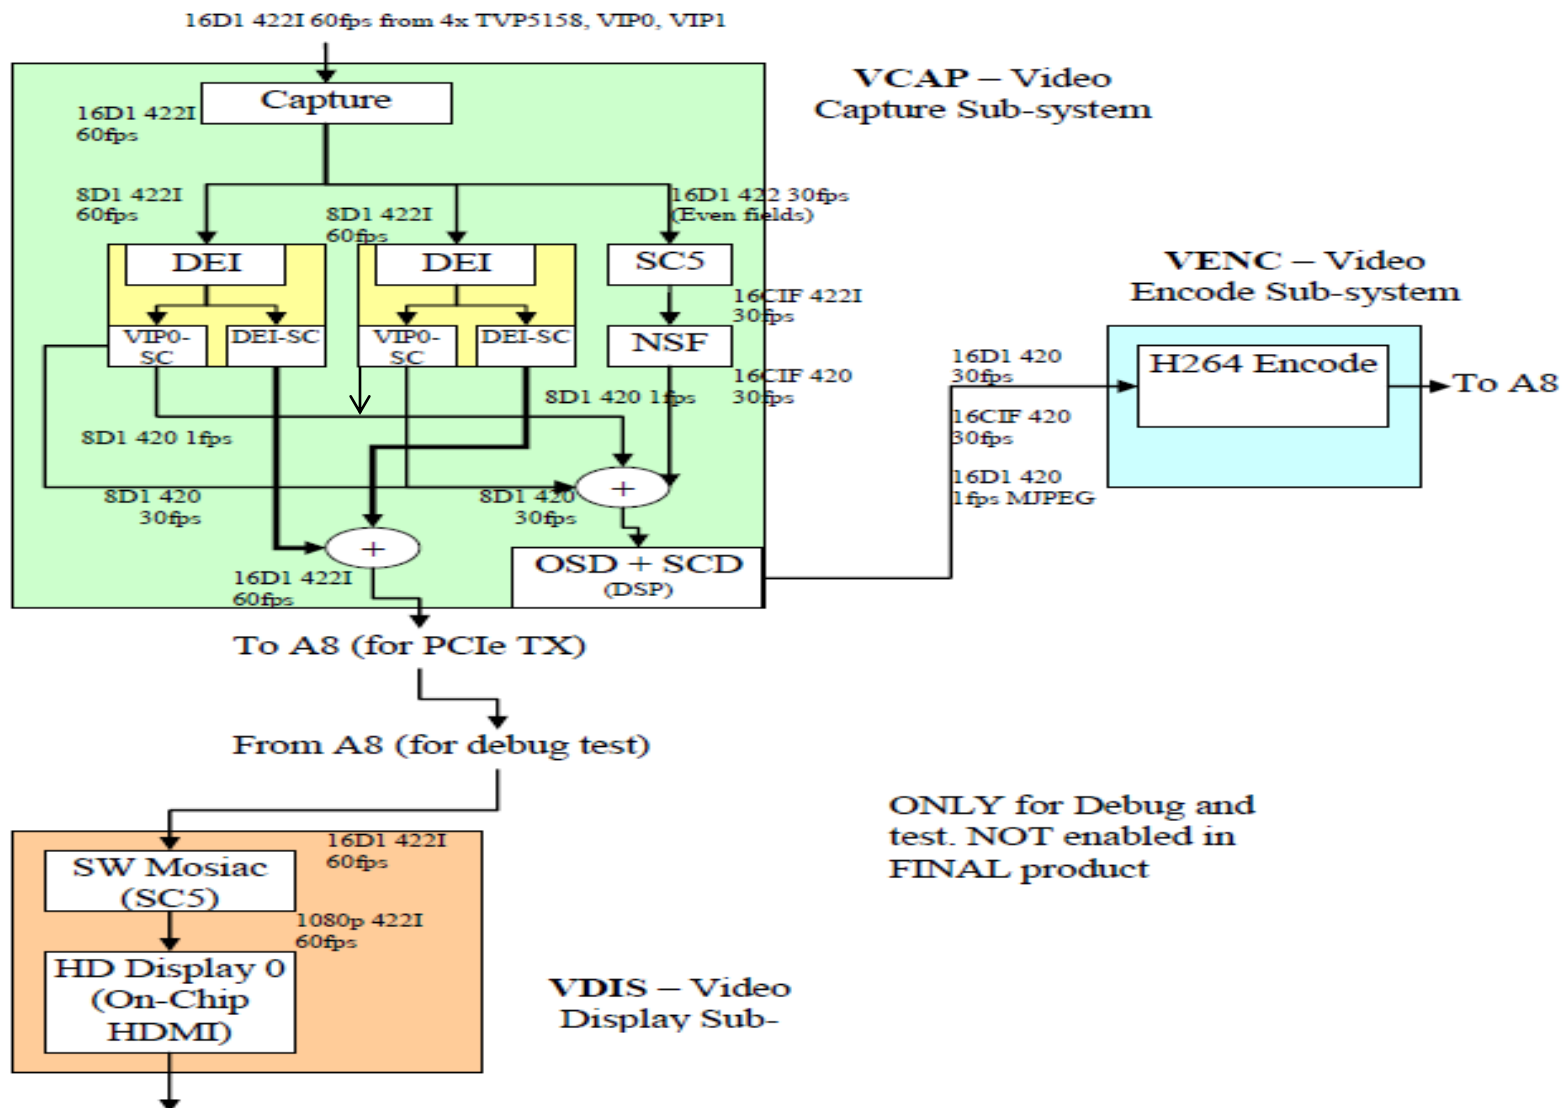 16D1 422I 60fps from 4x TVP5158, VIP0, VIP1
VCAP – Video
Capture Sub-system
Capture
16D1 422I
60fps
8D1 422I
60fps
8D1 422I
60fps
16D1 422 30fps
(Even fields)
DEI
DEI
SC5
VENC – Video
Encode Sub-system
16CIF 422I
30fps
VIP0-
SC
DEI-SC
VIP0-
SC
DEI-SC
NSF
16CIF 420
30fps
16D1 420
30fps
H264 Encode
To A8
8D1 420 1fps
8D1 420 1fps
16CIF 420
30fps
16D1 420
1fps MJPEG
8D1 420
30fps
8D1 420
30fps
+
+
OSD + SCD
(DSP)
16D1 422I
60fps
To A8 (for PCIe TX)
From A8 (for debug test)
ONLY for Debug and
test. NOT enabled in
FINAL product
16D1 422I
60fps
SW Mosiac
(SC5)
1080p 422I
60fps
HD Display 0
(On-Chip
HDMI)
VDIS – Video
Display Sub-